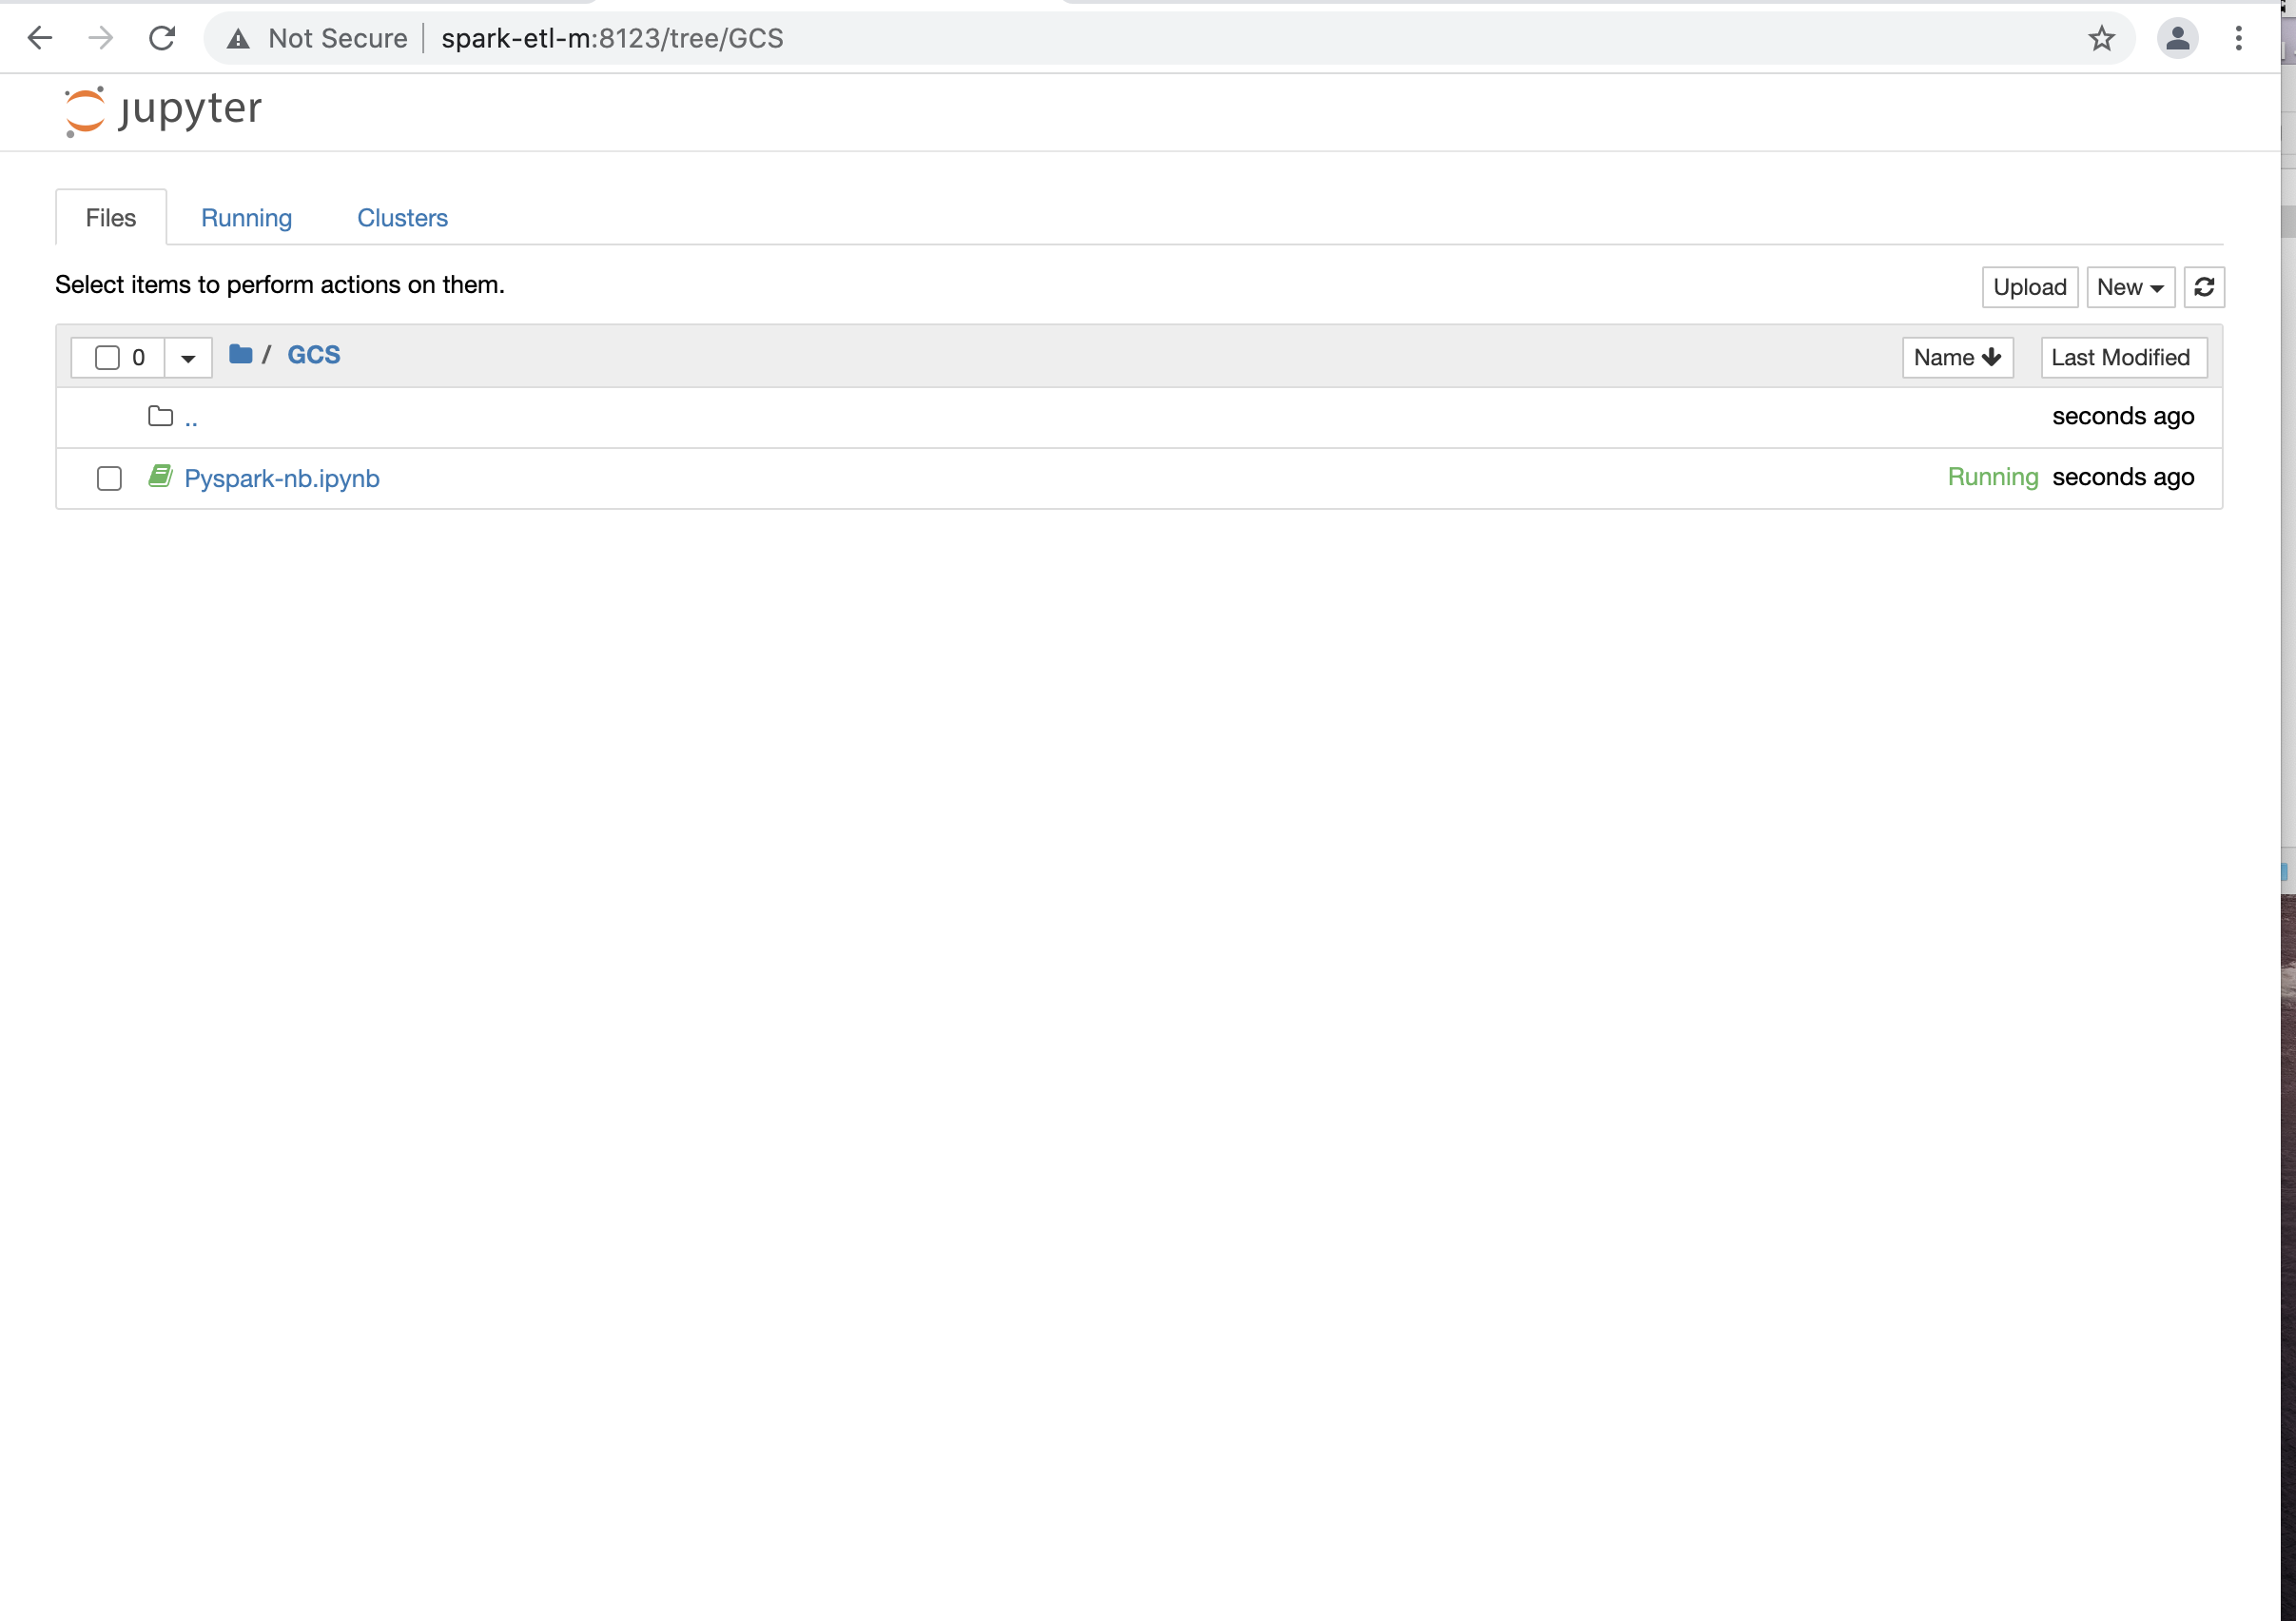 Not Secure spark-etl-m:8123/tree/GCS
jupyter
Files Running Clusters
Select items to perform actions on them. Upload New
0 / GCS Name Last Modified
.. seconds ago
Pyspark-nb.ipynb Running seconds ago